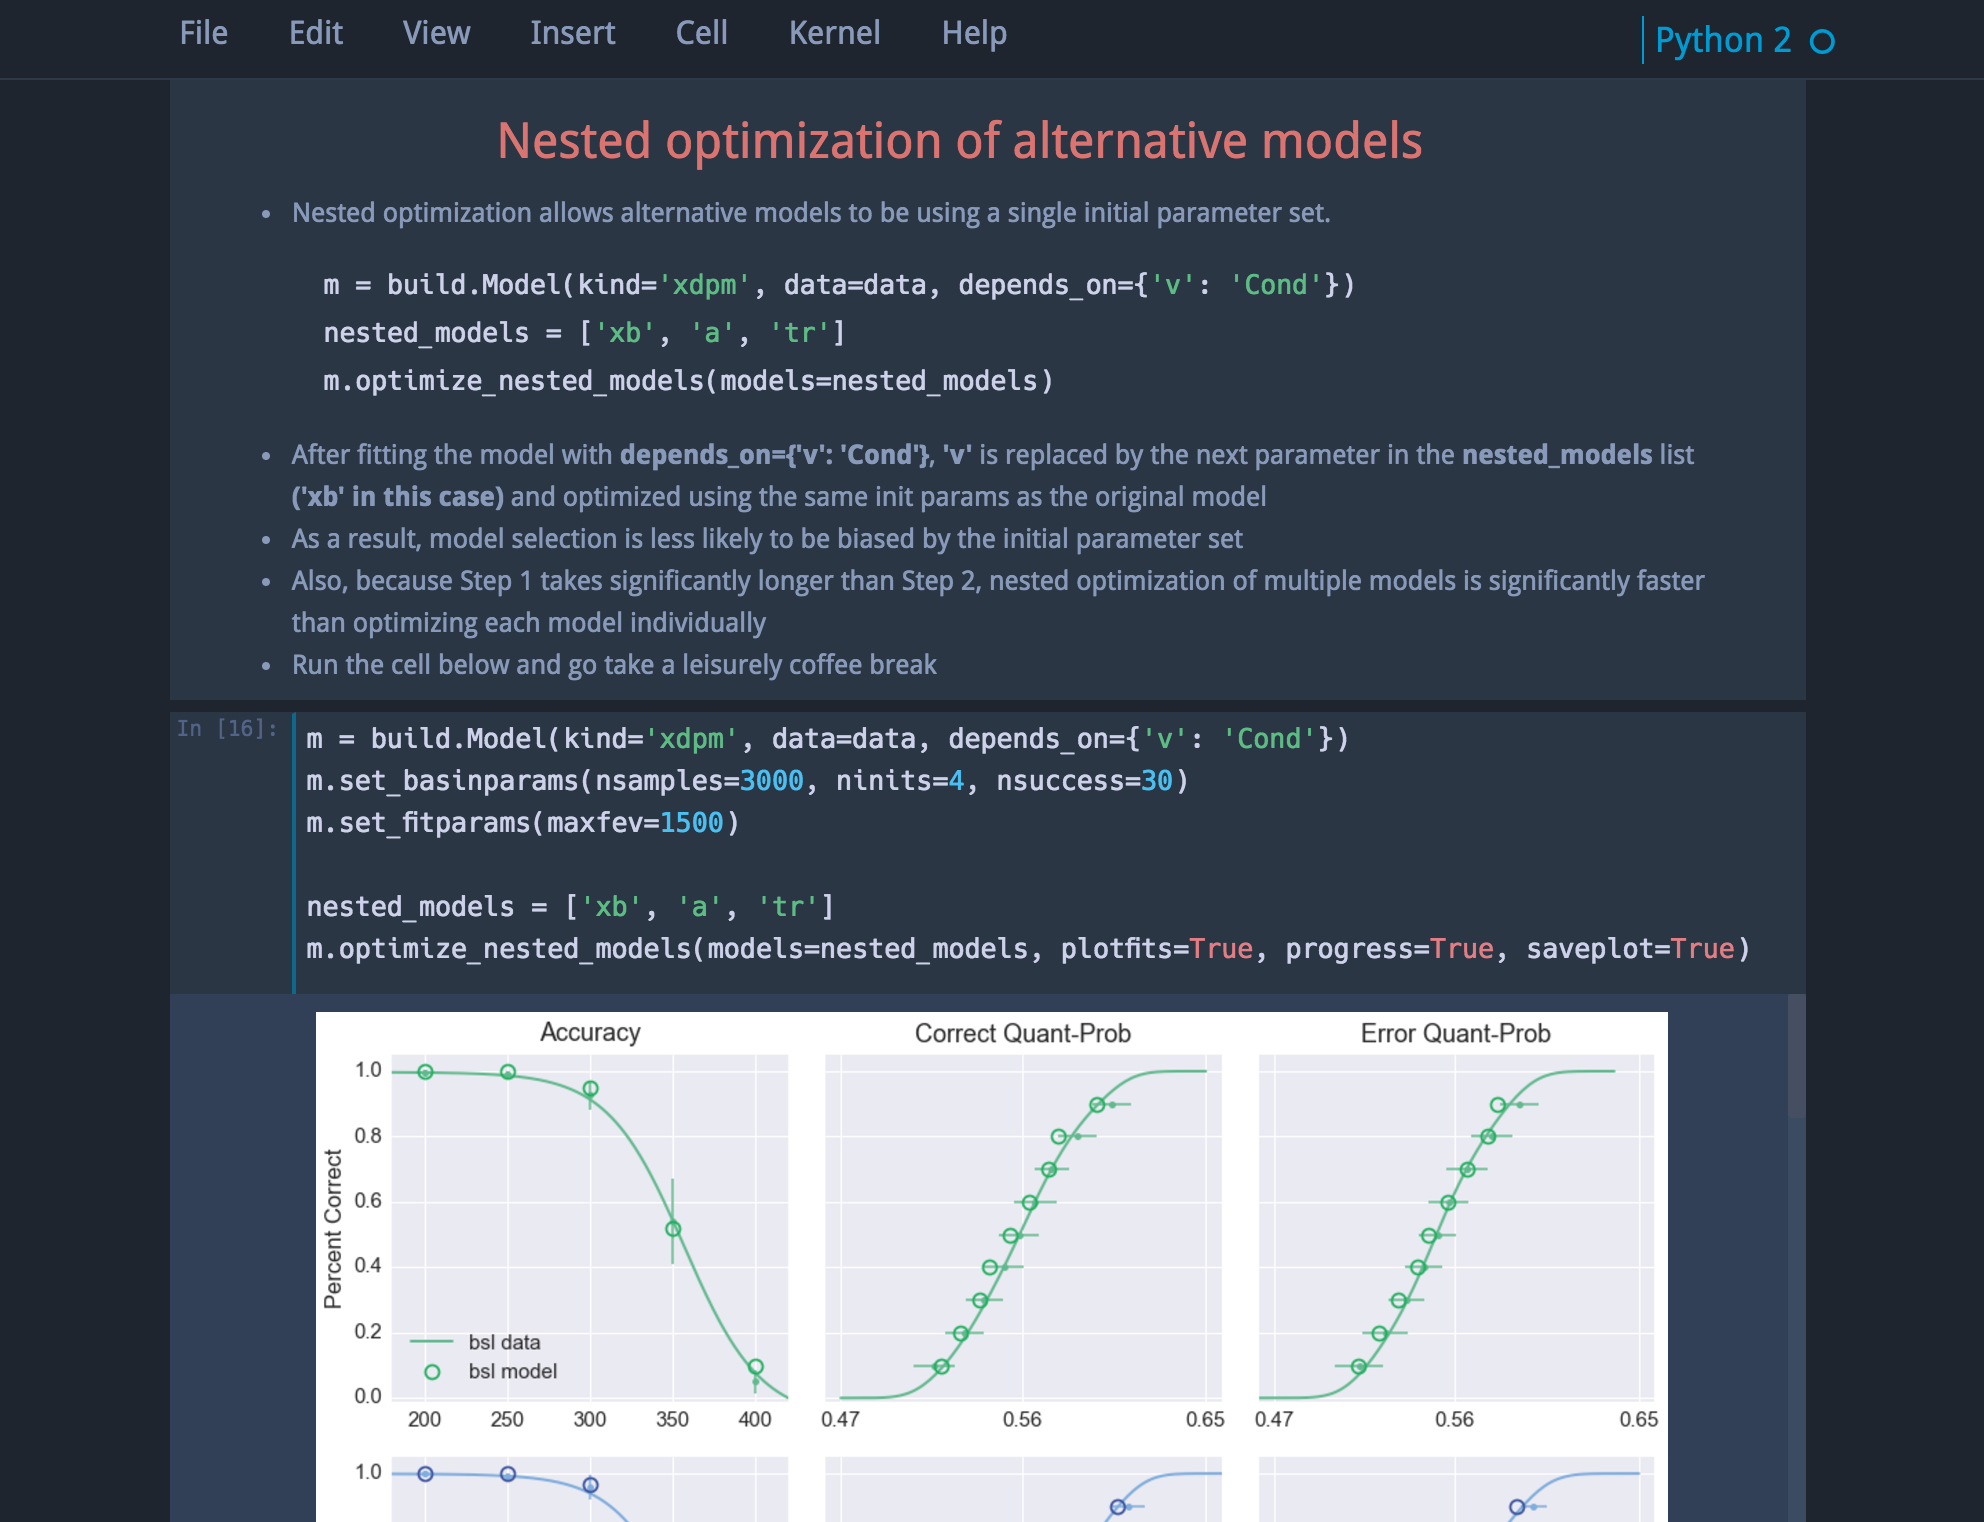 File Edit View Insert Cell Kernel Help Python 2
Nested optimization of alternative models
• Nested optimization allows alternative models to be using a single initial parameter set.
m = build.Model(kind='xdpm', data=data, depends_on={'v': 'Cond'})
nested_models = ['xb', 'a', 'tr']
m.optimize_nested_models(models=nested_models)
• After fitting the model with depends_on={'v': 'Cond'}, 'v' is replaced by the next parameter in the nested_models list
('xb' in this case) and optimized using the same init params as the original model
• As a result, model selection is less likely to be biased by the initial parameter set
• Also, because Step 1 takes significantly longer than Step 2, nested optimization of multiple models is significantly faster
than optimizing each model individually
• Run the cell below and go take a leisurely coffee break
In [16]:
m = build.Model(kind='xdpm', data=data, depends_on={'v': 'Cond'})
m.set_basinparams(nsamples=3000, ninits=4, nsuccess=30)
m.set_fitparams(maxfev=1500)
nested_models = ['xb', 'a', 'tr']
m.optimize_nested_models(models=nested_models, plotfits=True, progress=True, saveplot=True)
Accuracy Correct Quant-Prob Error Quant-Prob
1.0
0.8
0.6
0.4
0.2
0.0
Percent Correct
bsl data
bsl model
200 250 300 350 400 0.47 0.56 0.65 0.47 0.56 0.65
1.0